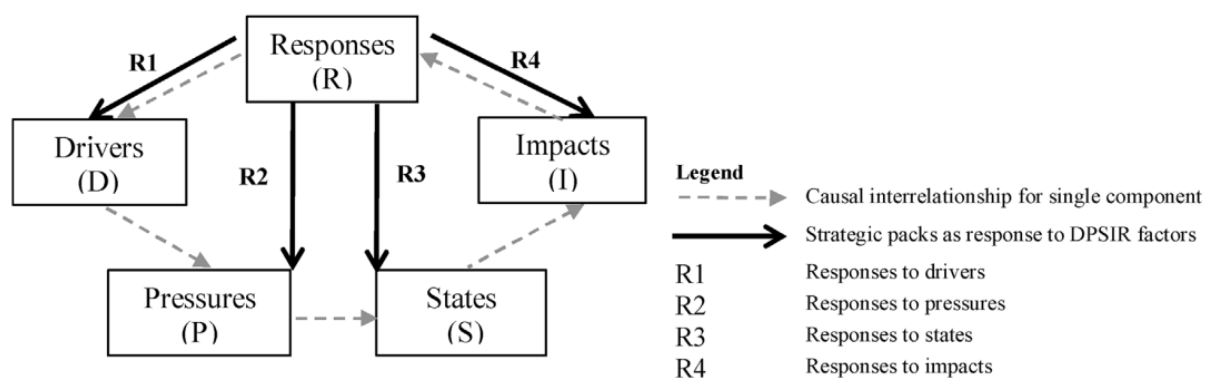 Responses
(R)
R1
R4
Drivers
(D)
Impacts
(I)
R2
R3
Pressures
(P)
States
(S)
Legend
Causal interrelationship for single component
Strategic packs as response to DPSIR factors
R1 Responses to drivers
R2 Responses to pressures
R3 Responses to states
R4 Responses to impacts